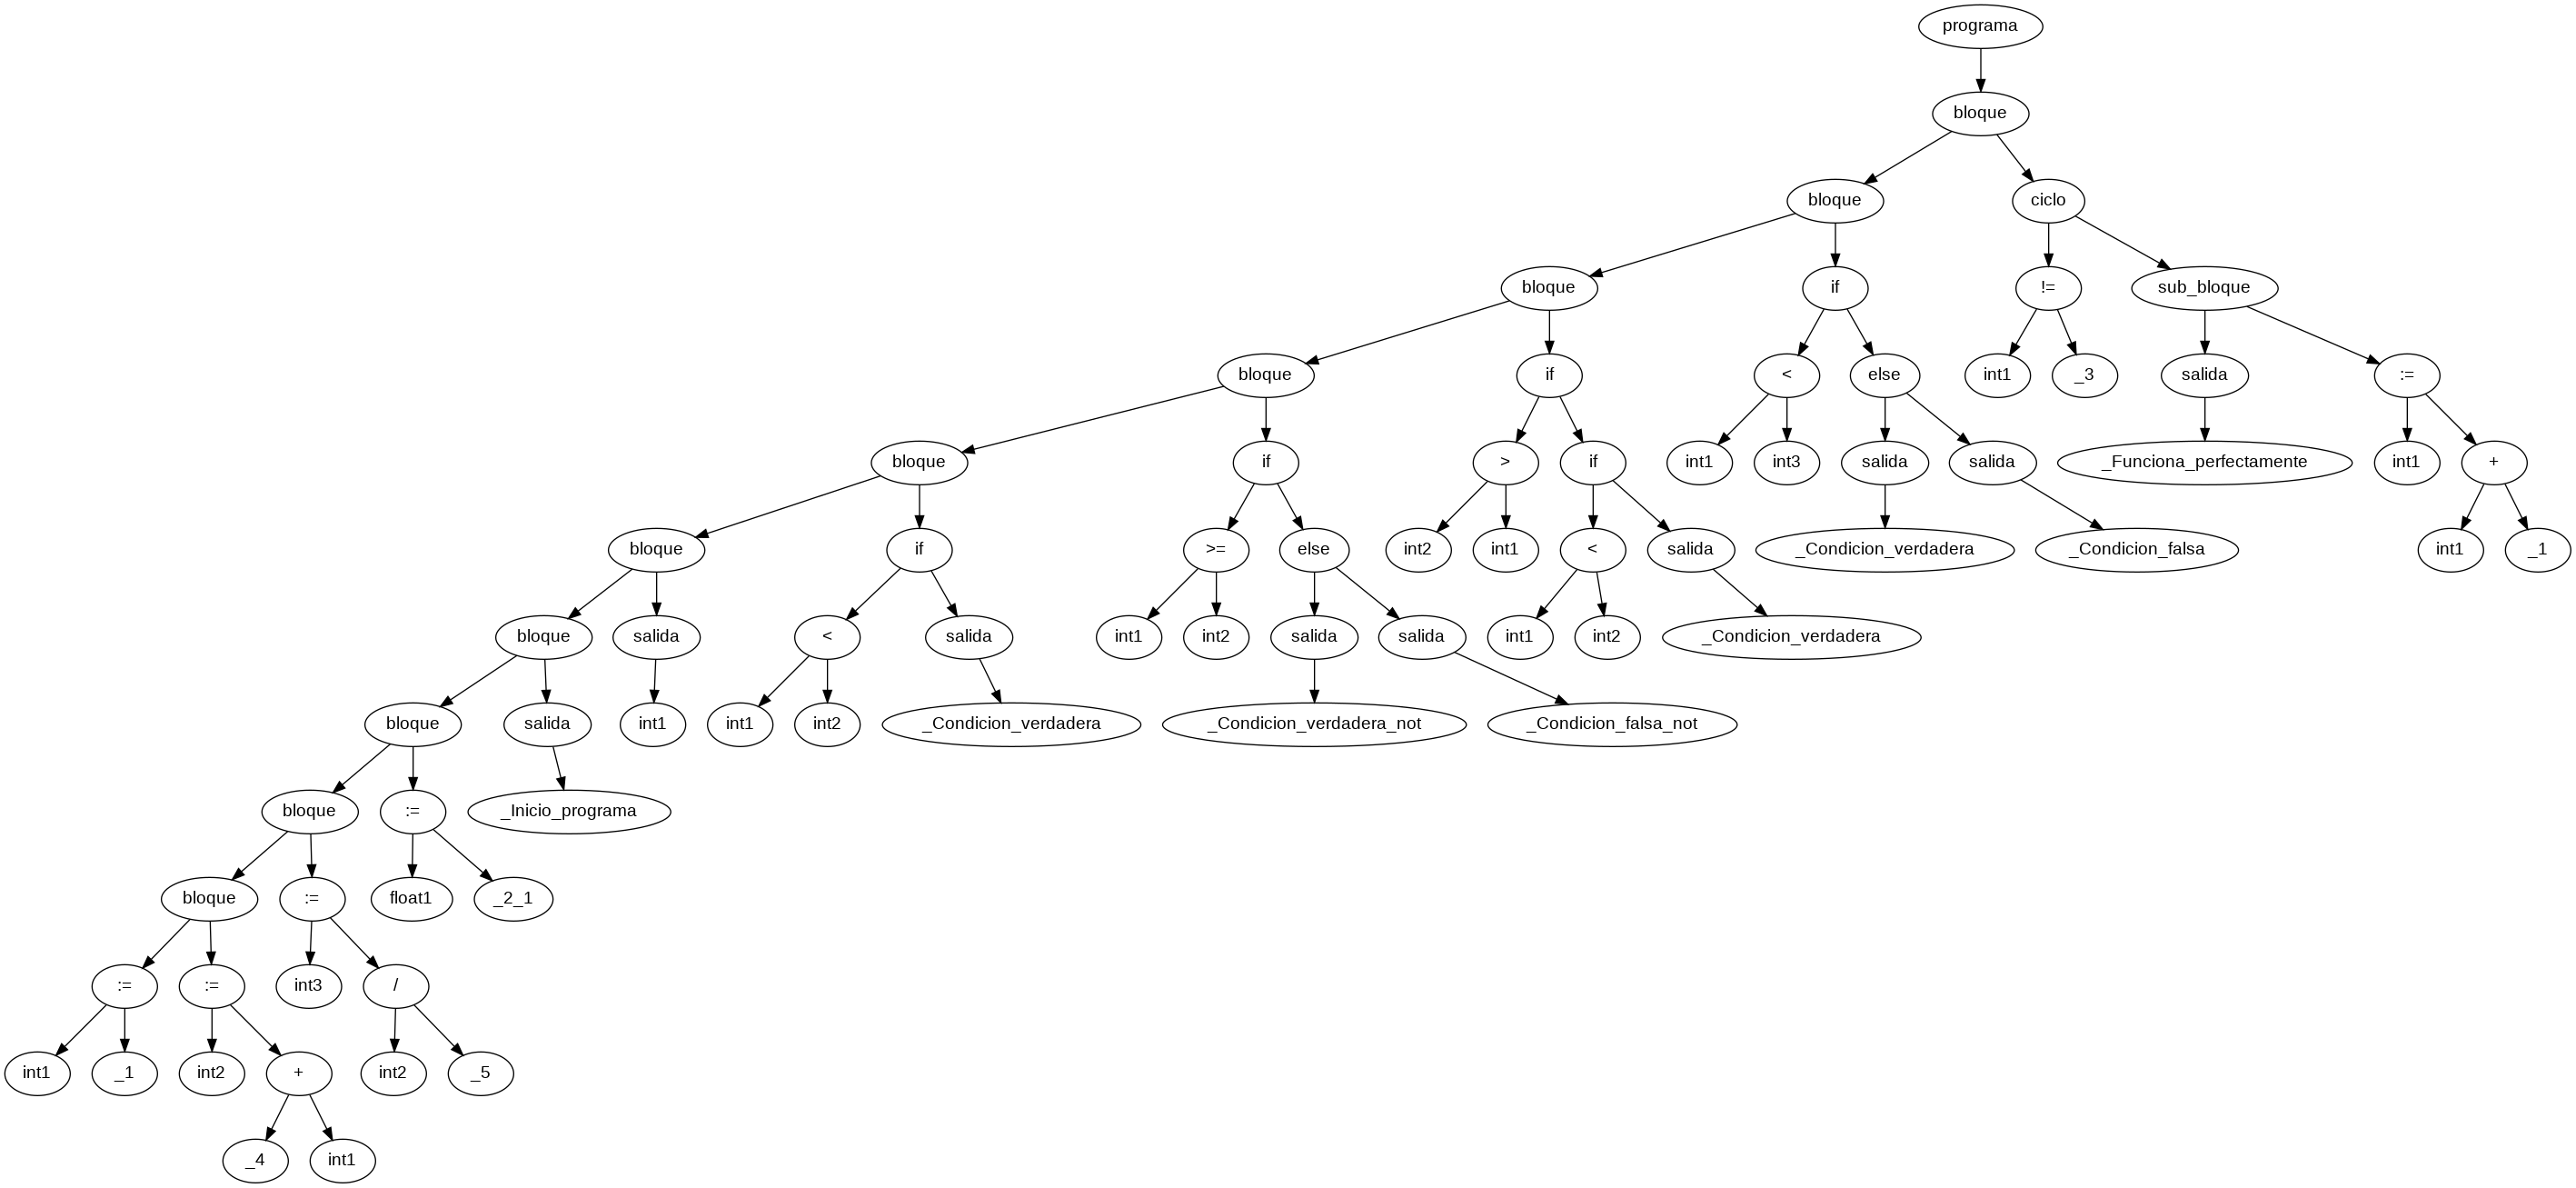 programa
bloque
bloque
ciclo
bloque
if
!=
sub_bloque
bloque
if
<
else
int1
_3
salida
:=
bloque
if
>
if
int1
int3
salida
salida
_Funciona_perfectamente
int1
+
bloque
if
>=
else
int2
int1
<
salida
_Condicion_verdadera
_Condicion_falsa
int1
_1
bloque
salida
<
salida
int1
int2
salida
salida
int1
int2
_Condicion_verdadera
bloque
salida
int1
int1
int2
_Condicion_verdadera
_Condicion_verdadera_not
_Condicion_falsa_not
bloque
:=
_Inicio_programa
bloque
:=
float1
_2_1
:=
:=
int3
/
int1
_1
int2
+
int2
_5
_4
int1